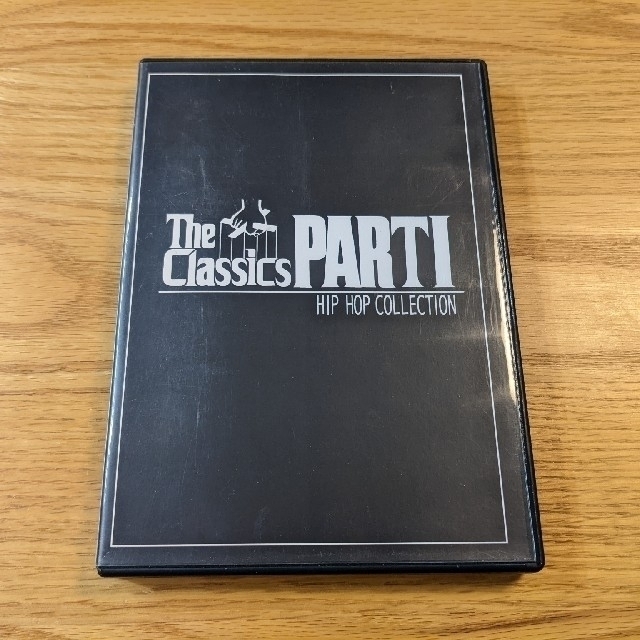 The
Classics PART I
HIP HOP COLLECTION